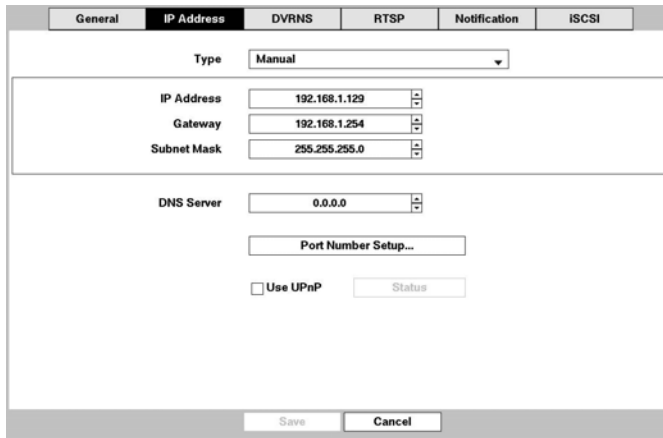 General IP Address DVRNS RTSP Notification iSCSI
Type Manual
IP Address 192.168.1.129
Gateway 192.168.1.254
Subnet Mask 255.255.255.0
DNS Server 0.0.0.0
Port Number Setup...
Use UPnP Status
Save Cancel